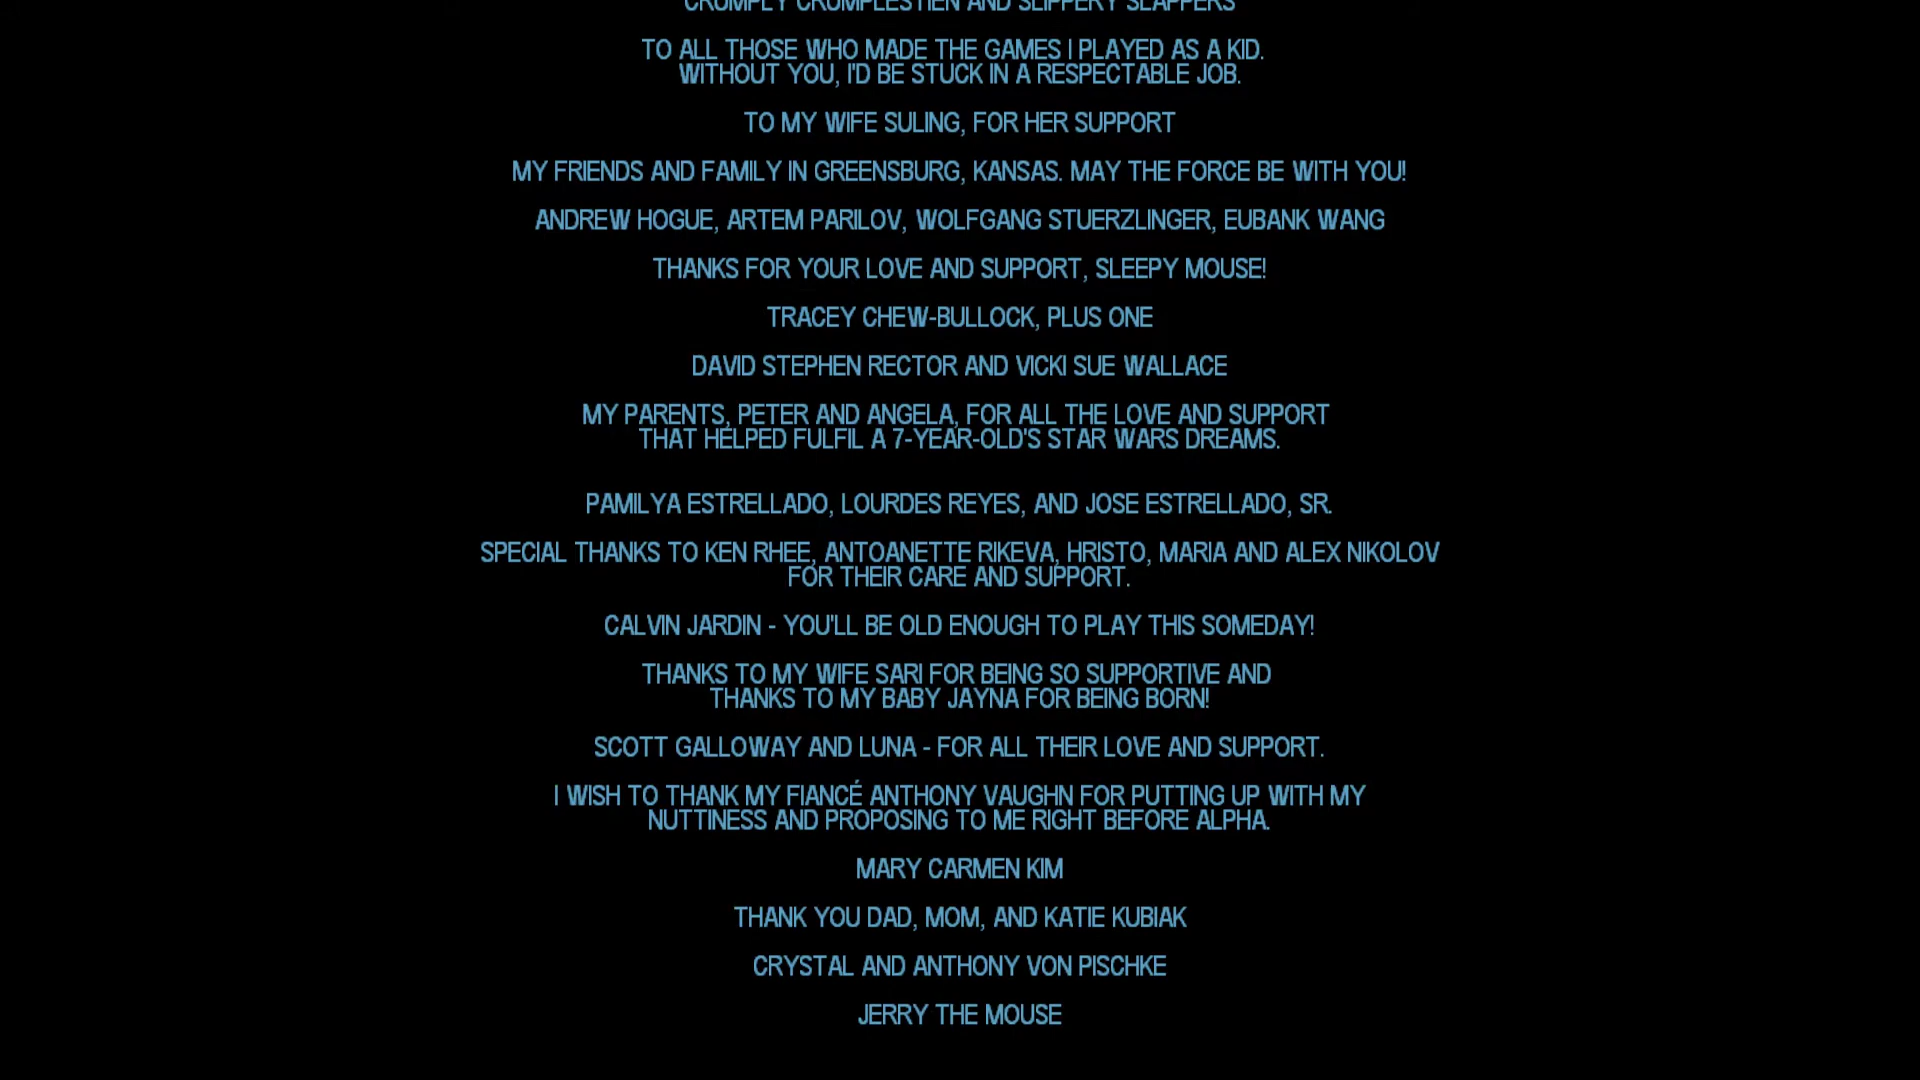 CRUMPLY CRUMPLESTIEN AND SLIPPERY SLAPPERS
TO ALL THOSE WHO MADE THE GAMES I PLAYED AS A KID.
WITHOUT YOU, I'D BE STUCK IN A RESPECTABLE JOB.
TO MY WIFE SULING, FOR HER SUPPORT
MY FRIENDS AND FAMILY IN GREENSBURG, KANSAS. MAY THE FORCE BE WITH YOU!
ANDREW HOGUE, ARTEM PARILOV, WOLFGANG STUERZLINGER, EUBANK WANG
THANKS FOR YOUR LOVE AND SUPPORT, SLEEPY MOUSE!
TRACEY CHEW-BULLOCK, PLUS ONE
DAVID STEPHEN RECTOR AND VICKI SUE WALLACE
MY PARENTS, PETER AND ANGELA, FOR ALL THE LOVE AND SUPPORT
THAT HELPED FULFIL A 7-YEAR-OLD'S STAR WARS DREAMS.
PAMILYA ESTRELLADO, LOURDES REYES, AND JOSE ESTRELLADO, SR.
SPECIAL THANKS TO KEN RHEE, ANTOANETTE RIKEVA, HRISTO, MARIA AND ALEX NIKOLOV
FOR THEIR CARE AND SUPPORT.
CALVIN JARDIN - YOU'LL BE OLD ENOUGH TO PLAY THIS SOMEDAY!
THANKS TO MY WIFE SARI FOR BEING SO SUPPORTIVE AND
THANKS TO MY BABY JAYNA FOR BEING BORN!
SCOTT GALLOWAY AND LUNA - FOR ALL THEIR LOVE AND SUPPORT.
I WISH TO THANK MY FIANCÉ ANTHONY VAUGHN FOR PUTTING UP WITH MY
NUTTINESS AND PROPOSING TO ME RIGHT BEFORE ALPHA.
MARY CARMEN KIM
THANK YOU DAD, MOM, AND KATIE KUBIAK
CRYSTAL AND ANTHONY VON PISCHKE
JERRY THE MOUSE